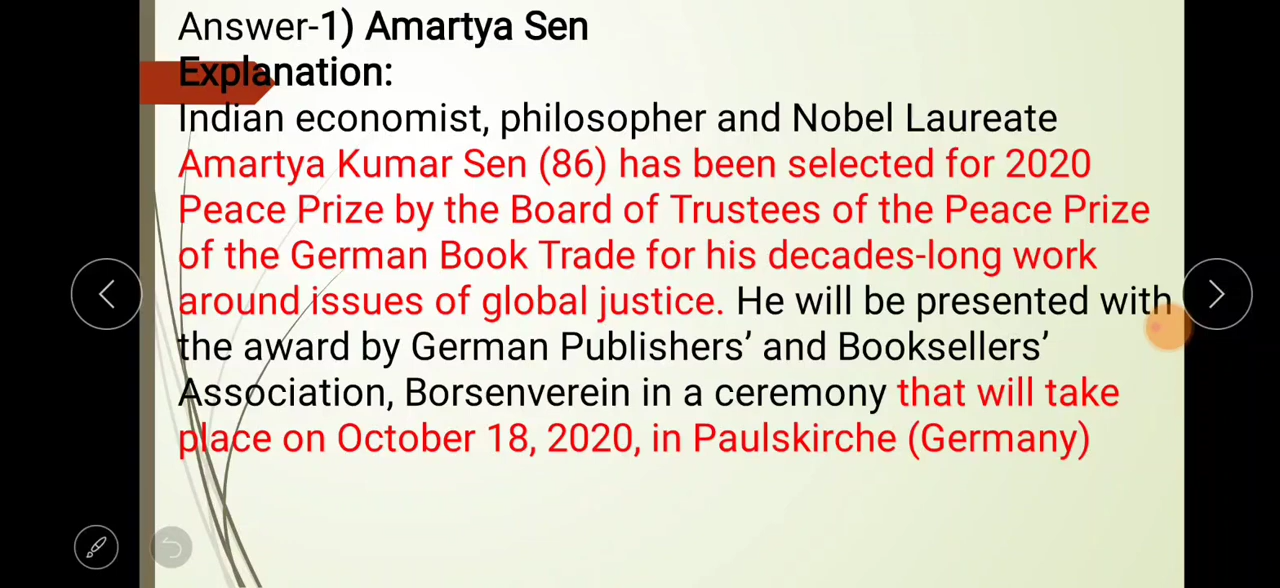 Answer-1) Amartya Sen
Explanation:
Indian economist, philosopher and Nobel Laureate
Amartya Kumar Sen (86) has been selected for 2020
Peace Prize by the Board of Trustees of the Peace Prize
of the German Book Trade for his decades-long work
around issues of global justice. He will be presented with
the award by German Publishers’ and Booksellers’
Association, Borsenverein in a ceremony that will take
place on October 18, 2020, in Paulskirche (Germany)